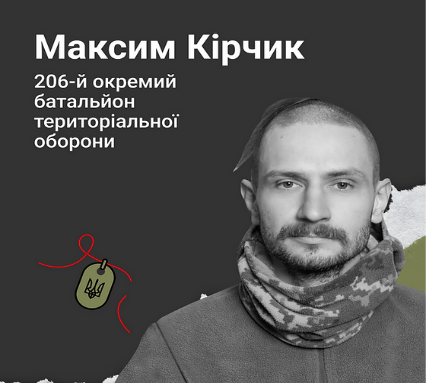 Максим Кірчик
206-й окремий
батальйон
територіальної
оборони